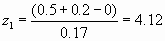 z₁ = (0.5 + 0.2 − 0) / 0.17 = 4.12